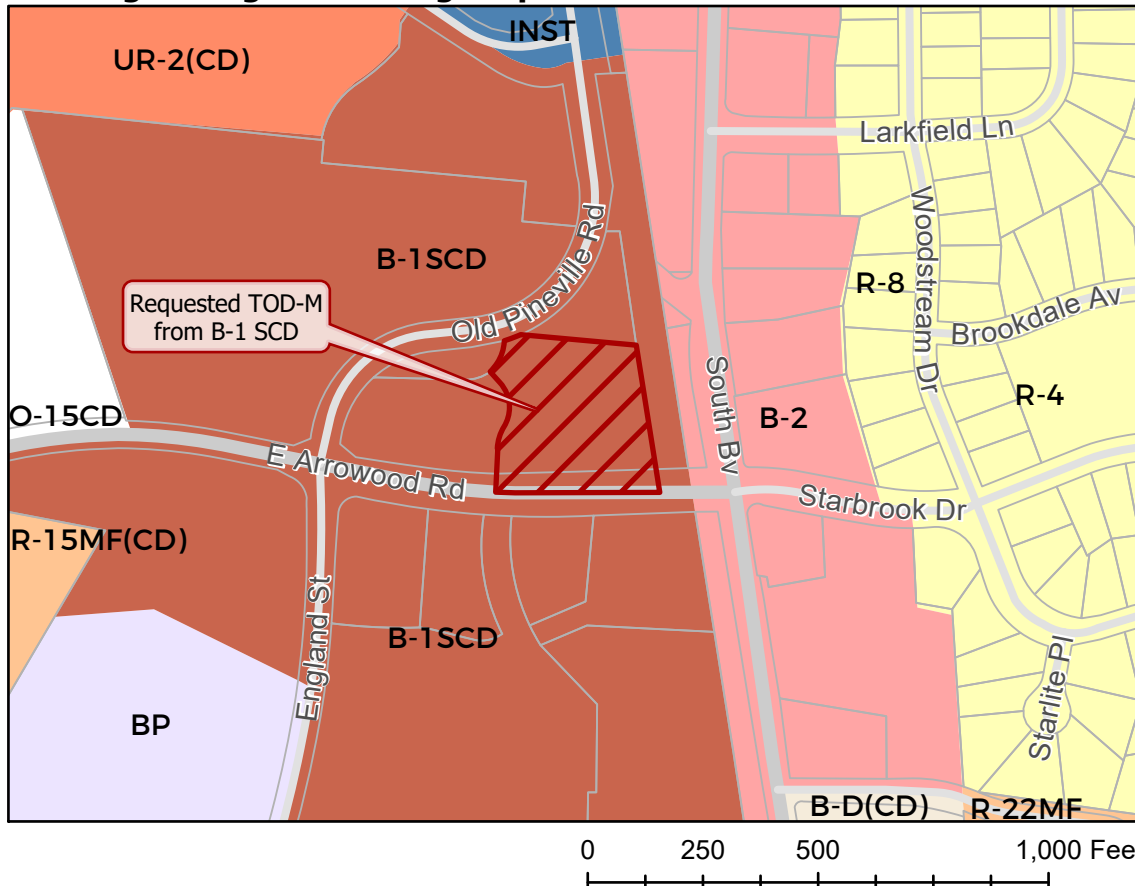 INST
UR-2(CD)
Larkfield Ln
B-1SCD
Old Pineville Rd
Woodstream Dr
R-8
Requested TOD-M
from B-1 SCD
Brookdale Av
R-4
South Bv
B-2
O-15CD
E Arrowood Rd
Starbrook Dr
R-15MF(CD)
England St
B-1SCD
Starlite Pl
BP
B-D(CD)
R-22MF
0 250 500 1,000 Fee